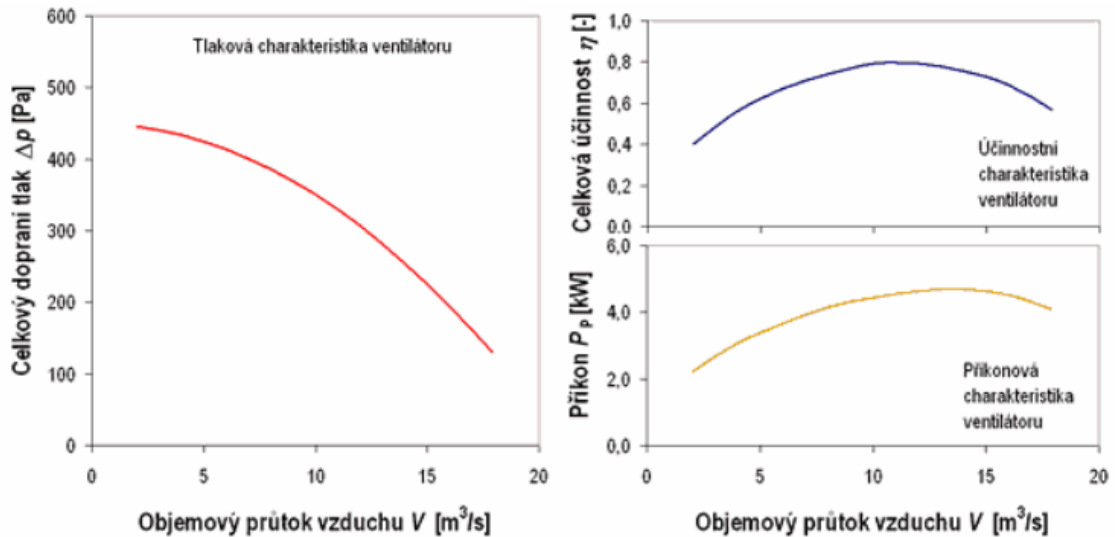 Celkový dopraní tlak Δp [Pa]
600
500
400
300
200
100
0
Tlaková charakteristika ventilátoru
0 5 10 15 20
Objemový průtok vzduchu V [m³/s]
Celková účinnost η [-]
1,0
0,8
0,6
0,4
0,2
0,0
Účinnostní
charakteristika
ventilátoru
Příkon P_P [kW]
6,0
4,0
2,0
0,0
Příkonová
charakteristika
ventilátoru
0 5 10 15 20
Objemový průtok vzduchu V [m³/s]